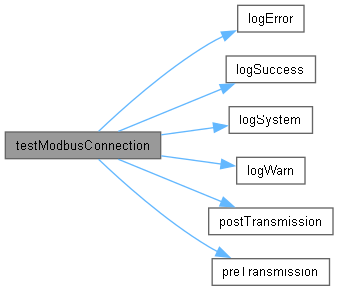 logError
logSuccess
logSystem
testModbusConnection
logWarn
postTransmission
preTransmission